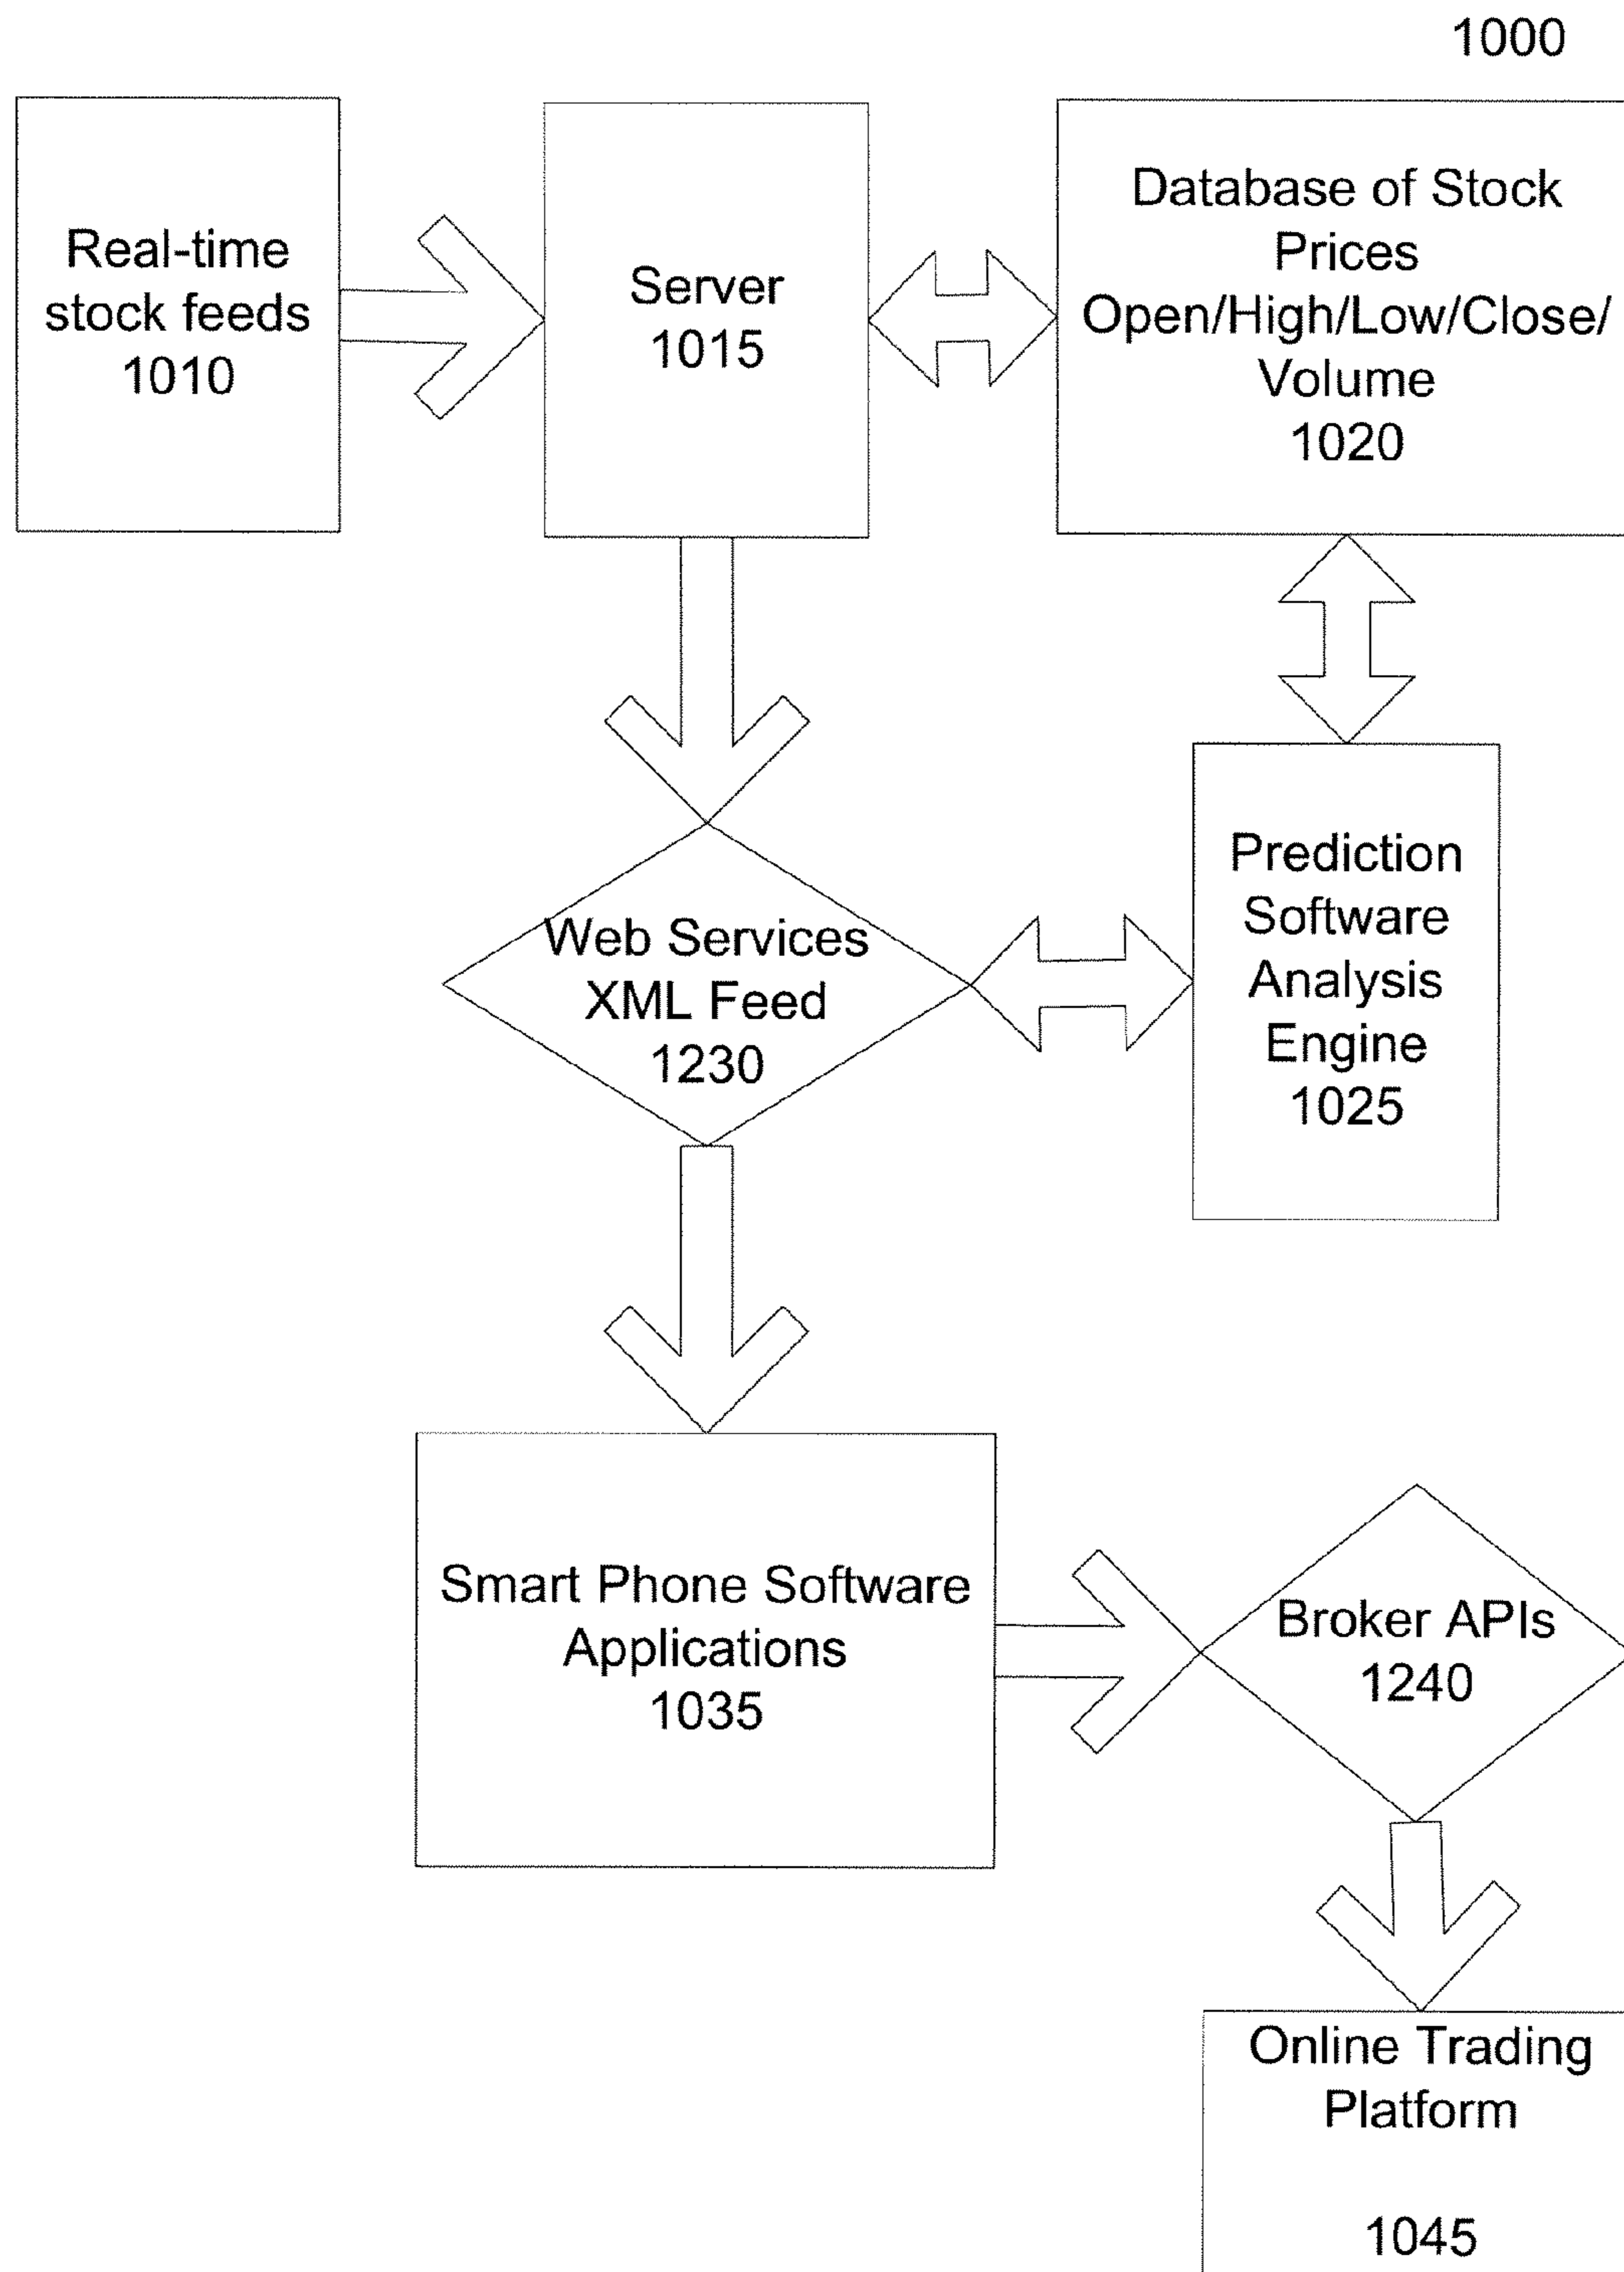 1000
Real-time
stock feeds
1010
Server
1015
Database of Stock
Prices
Open/High/Low/Close/
Volume
1020
Web Services
XML Feed
1230
Prediction
Software
Analysis
Engine
1025
Smart Phone Software
Applications
1035
Broker APIs
1240
Online Trading
Platform
1045